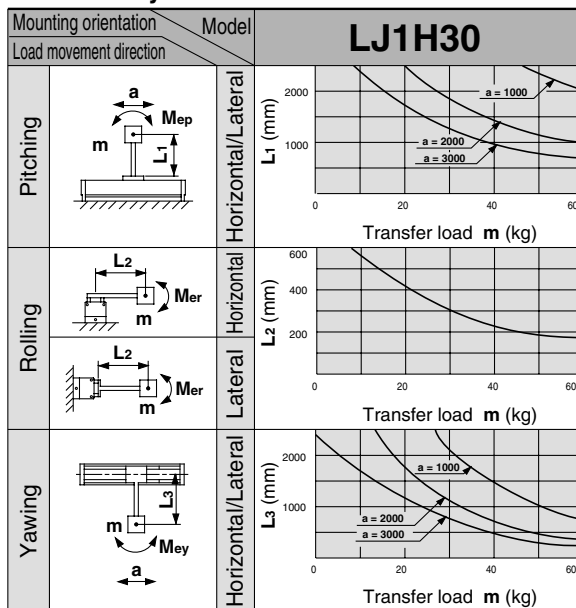 Mounting orientation Model
Load movement direction
LJ1H30
Pitching
a
Mep
m
L1
Horizontal/Lateral
L1 (mm)
2000
1000
a = 1000
a = 2000
a = 3000
0 20 40 60
Transfer load m (kg)
Rolling
L2
Mer
m
Horizontal
L2
Mer
m
Lateral
L2 (mm)
600
400
200
0 20 40 60
Transfer load m (kg)
Yawing
L3
m
Mey
a
Horizontal/Lateral
L3 (mm)
2000
1000
a = 1000
a = 2000
a = 3000
0 20 40 60
Transfer load m (kg)